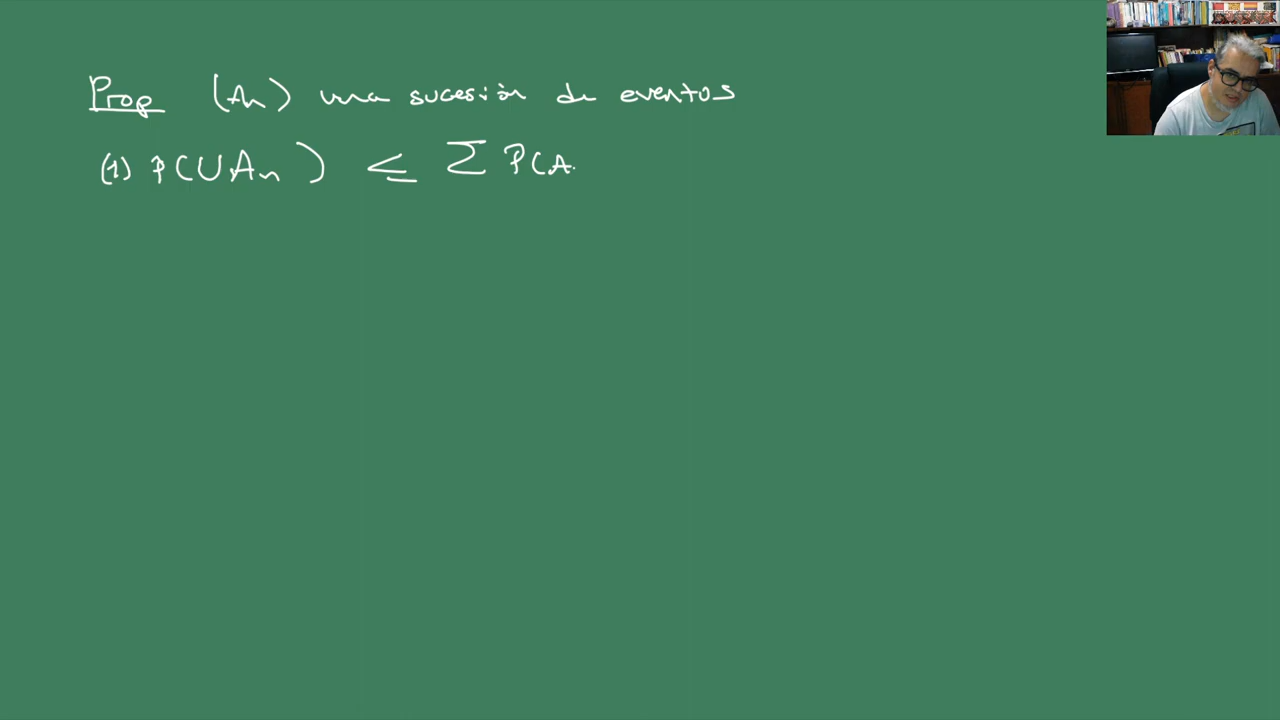 Prop (An) una sucesión de eventos
(1) P(∪An) ≤ Σ P(A